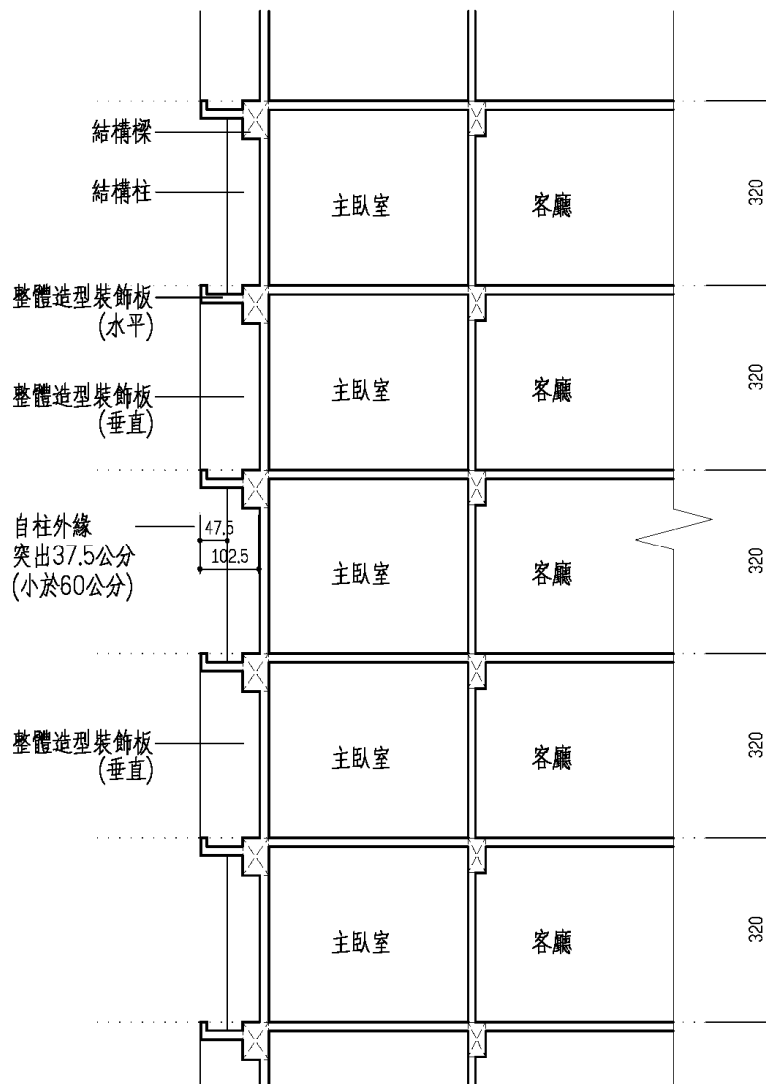 結構樑
結構柱
主臥室
客廳
320
整體造型裝飾板
(水平)
整體造型裝飾板
(垂直)
主臥室
客廳
320
自柱外緣
突出37.5公分
(小於60公分)
47.5
102.5
主臥室
客廳
320
整體造型裝飾板
(垂直)
主臥室
客廳
320
主臥室
客廳
320